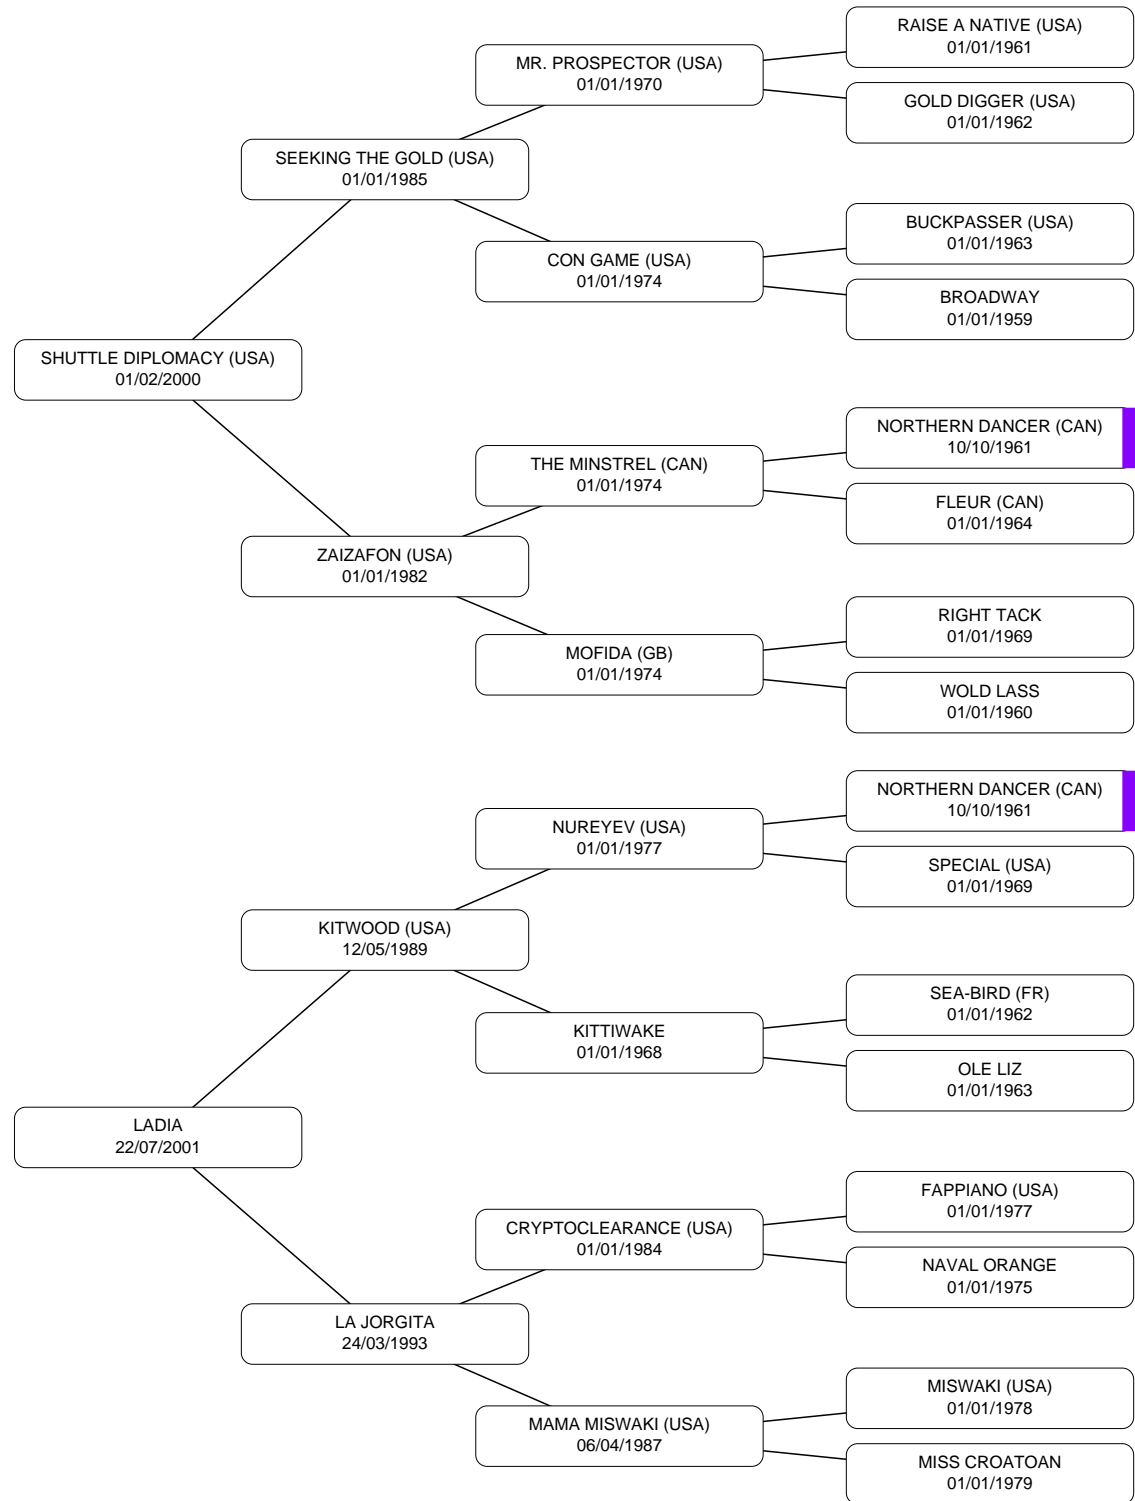 RAISE A NATIVE (USA)
01/01/1961
MR. PROSPECTOR (USA)
01/01/1970
GOLD DIGGER (USA)
01/01/1962
SEEKING THE GOLD (USA)
01/01/1985
BUCKPASSER (USA)
01/01/1963
CON GAME (USA)
01/01/1974
BROADWAY
01/01/1959
SHUTTLE DIPLOMACY (USA)
01/02/2000
NORTHERN DANCER (CAN)
10/10/1961
THE MINSTREL (CAN)
01/01/1974
FLEUR (CAN)
01/01/1964
ZAIZAFON (USA)
01/01/1982
RIGHT TACK
01/01/1969
MOFIDA (GB)
01/01/1974
WOLD LASS
01/01/1960
NORTHERN DANCER (CAN)
10/10/1961
NUREYEV (USA)
01/01/1977
SPECIAL (USA)
01/01/1969
KITWOOD (USA)
12/05/1989
SEA-BIRD (FR)
01/01/1962
KITTIWAKE
01/01/1968
OLE LIZ
01/01/1963
LADIA
22/07/2001
FAPPIANO (USA)
01/01/1977
CRYPTOCLEARANCE (USA)
01/01/1984
NAVAL ORANGE
01/01/1975
LA JORGITA
24/03/1993
MISWAKI (USA)
01/01/1978
MAMA MISWAKI (USA)
06/04/1987
MISS CROATOAN
01/01/1979